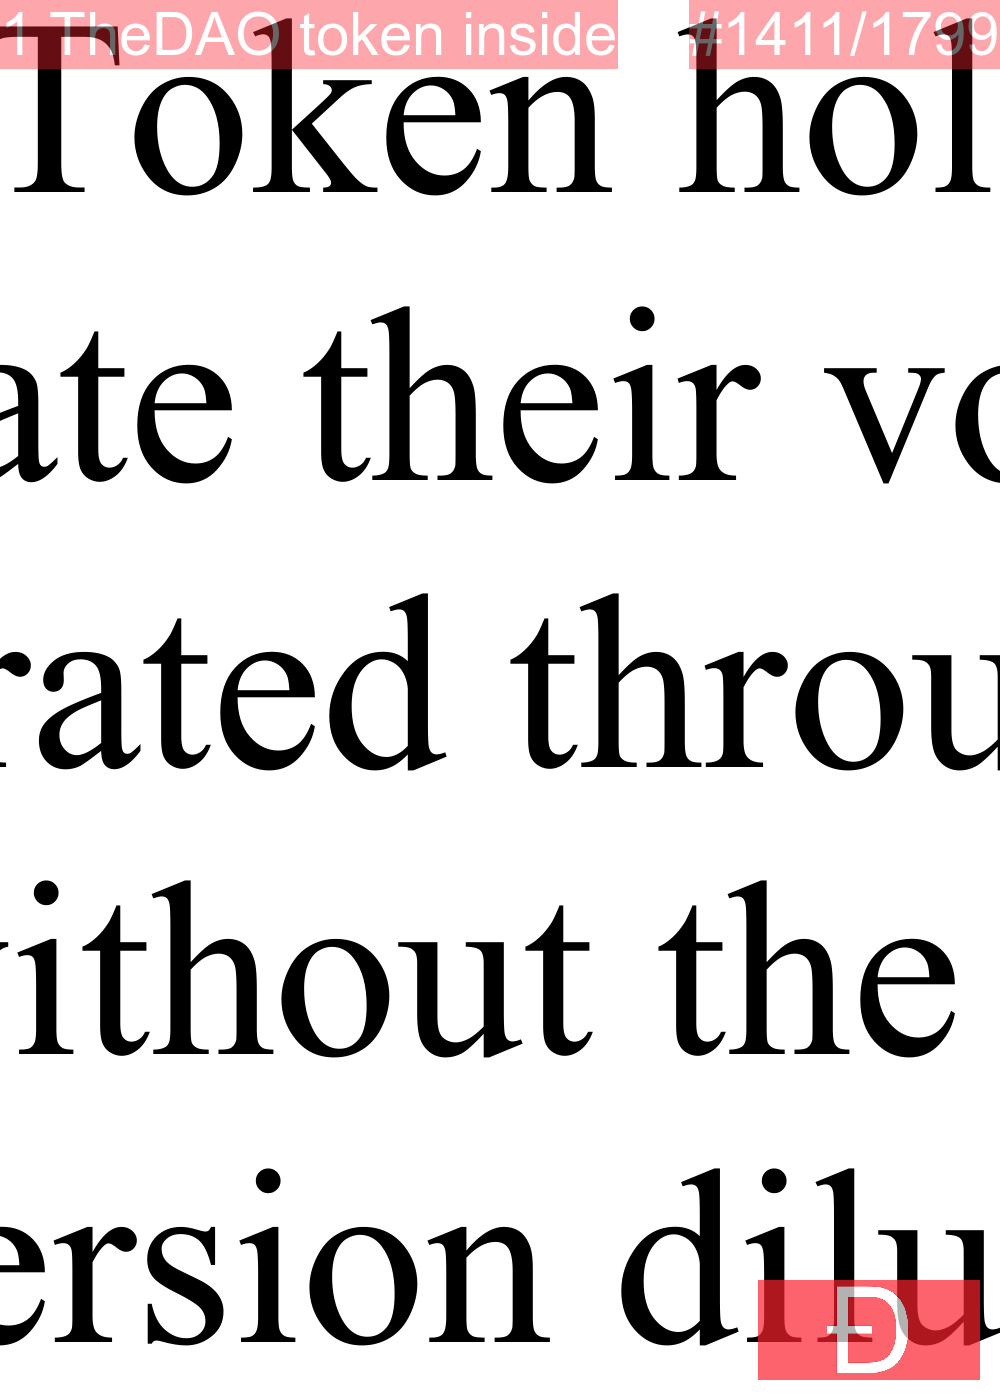 1 TheDAO token inside #1411/1799
Token hol
ate their vo
rated throu
ithout the
ersion dilu
Đ